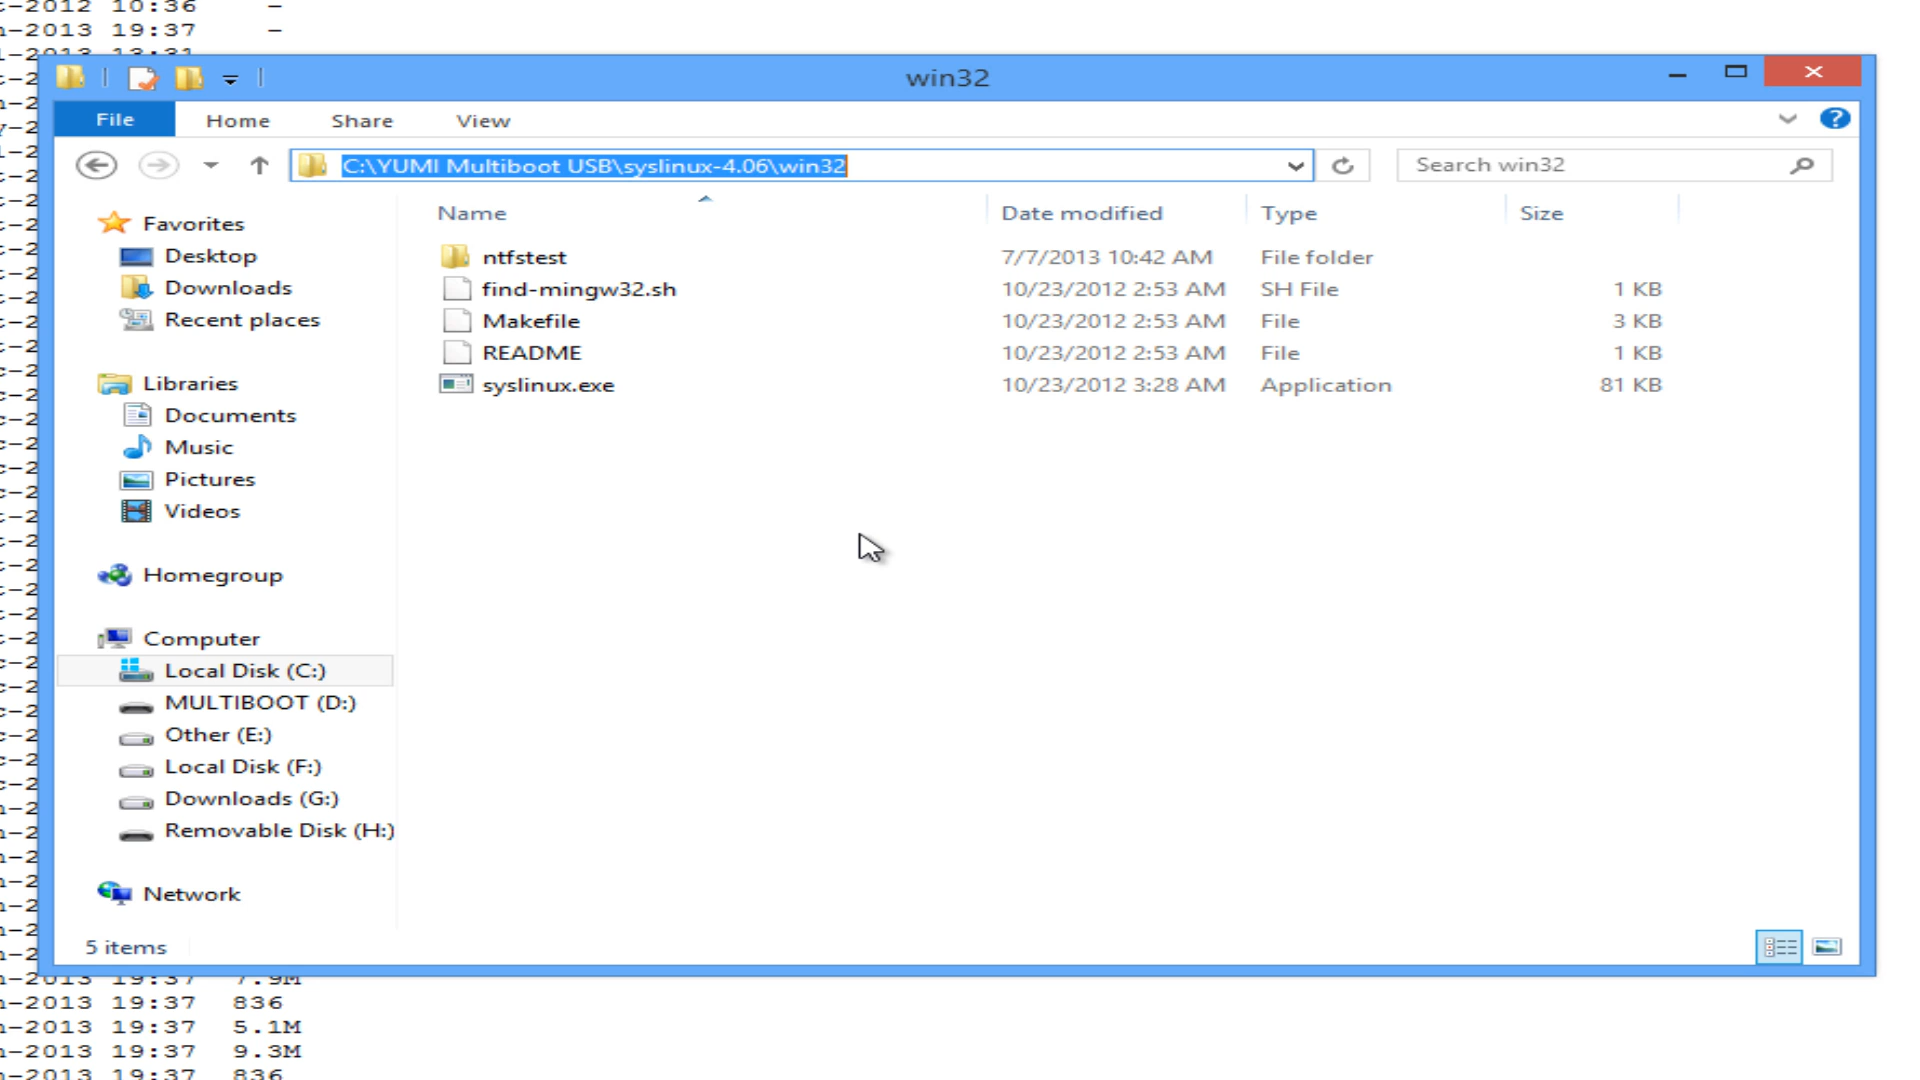 -2012 10:36 –
-2013 19:37 –
win32
File Home Share View
C:\YUMI Multiboot USB\syslinux-4.06\win32
Search win32
Name Date modified Type Size
ntfstest 7/7/2013 10:42 AM File folder
find-mingw32.sh 10/23/2012 2:53 AM SH File 1 KB
Makefile 10/23/2012 2:53 AM File 3 KB
README 10/23/2012 2:53 AM File 1 KB
syslinux.exe 10/23/2012 3:28 AM Application 81 KB
Favorites
Desktop
Downloads
Recent places
Libraries
Documents
Music
Pictures
Videos
Homegroup
Computer
Local Disk (C:)
MULTIBOOT (D:)
Other (E:)
Local Disk (F:)
Downloads (G:)
Removable Disk (H:)
Network
5 items
-2013 19:37 7.9M
-2013 19:37 836
-2013 19:37 5.1M
-2013 19:37 9.3M
-2013 19:37 836